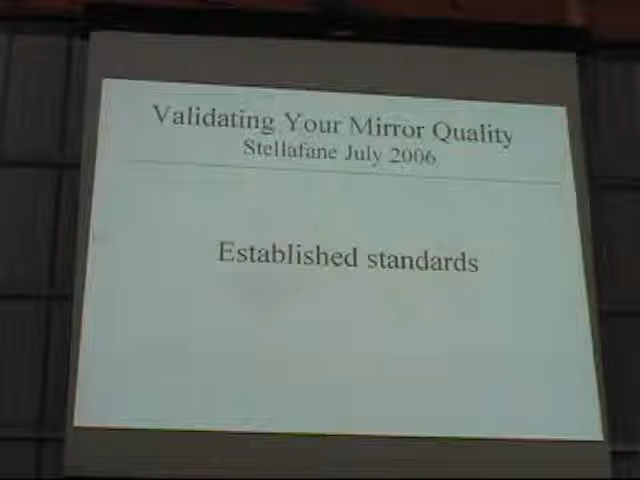 Validating Your Mirror Quality
Stellafane July 2006
Established standards